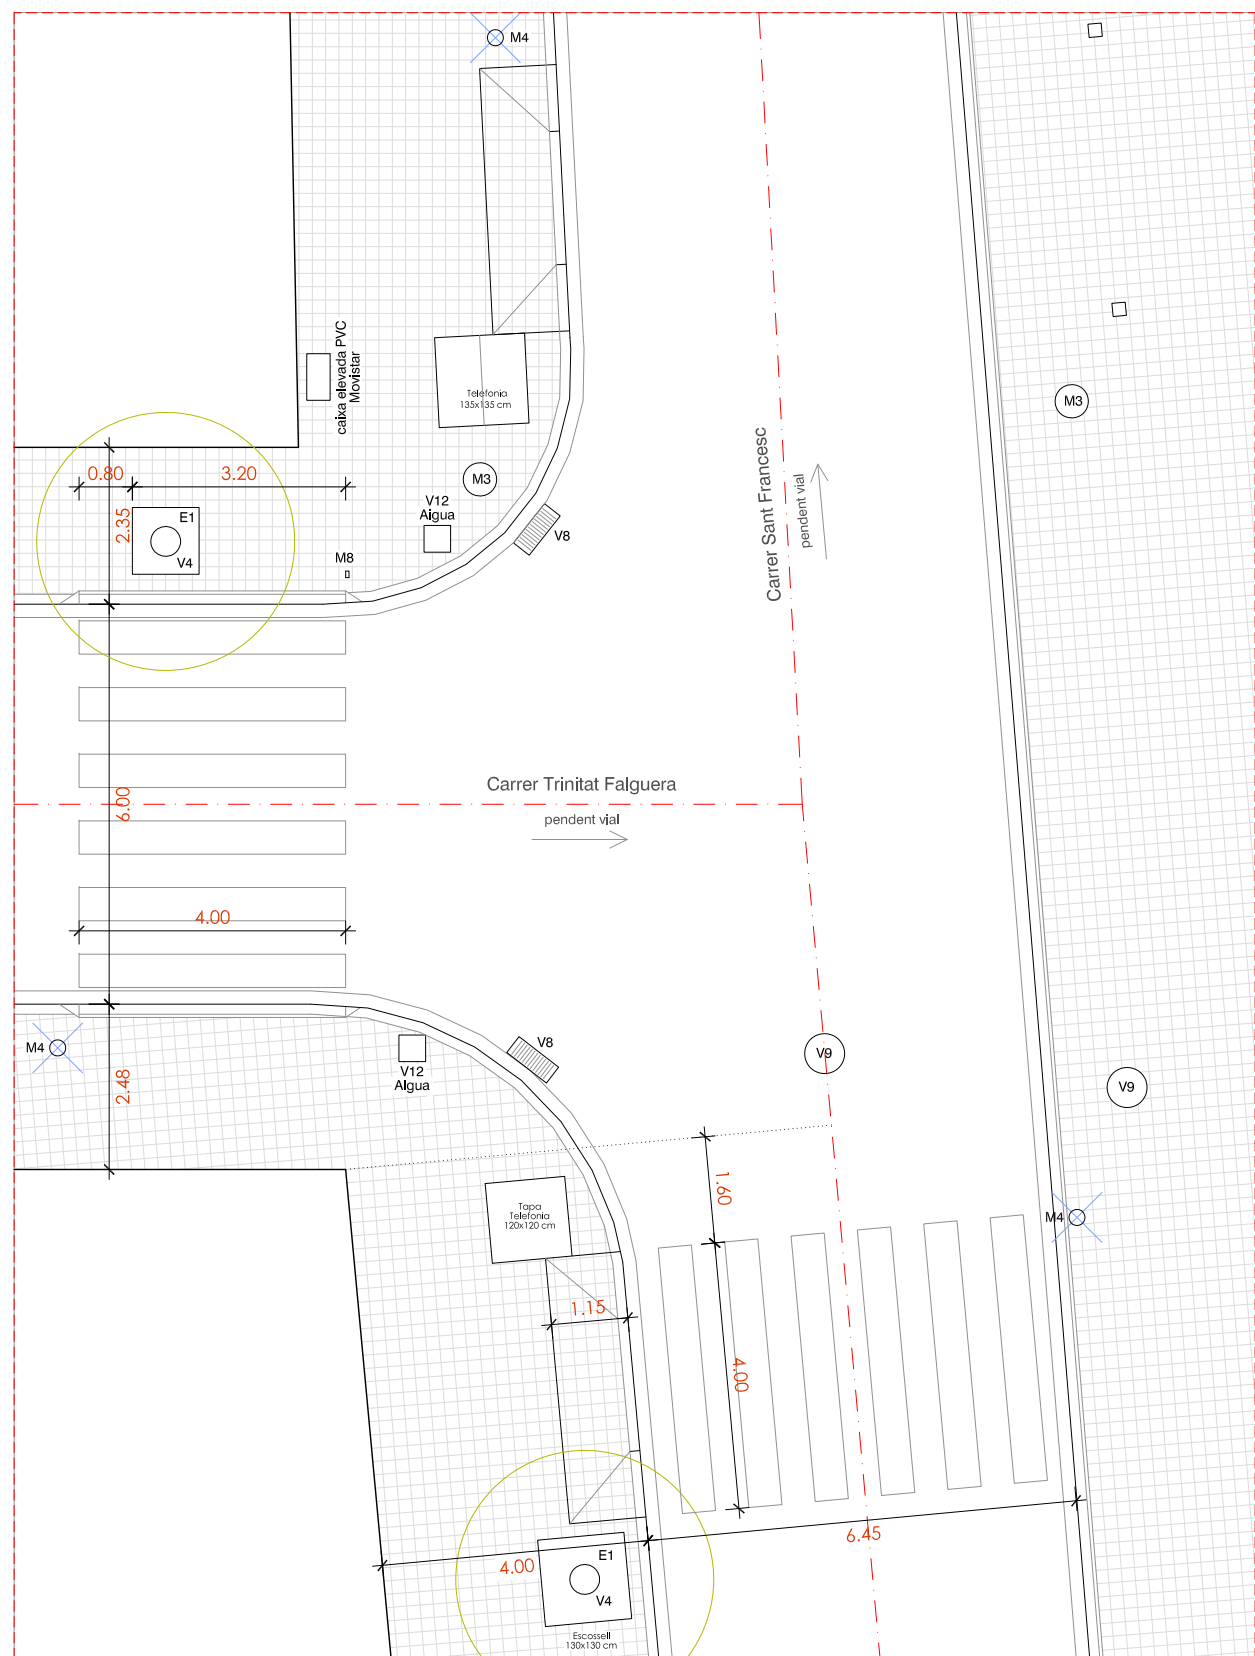 M4
caixa elevada PVC
Movistar
Telefonia
135x135 cm
M3
0.80
3.20
M3
Carrer Sant Francesc
pendent vial
V12
Aigua
E1
V4
2.35
V8
M8
Carrer Trinitat Falguera
pendent vial
6.00
4.00
M4
V12
Aigua
V8
V9
V9
2.48
1.60
Tapa
Telefonia
120x120 cm
M4
1.15
4.00
6.45
4.00
E1
V4
Escossell
130x130 cm